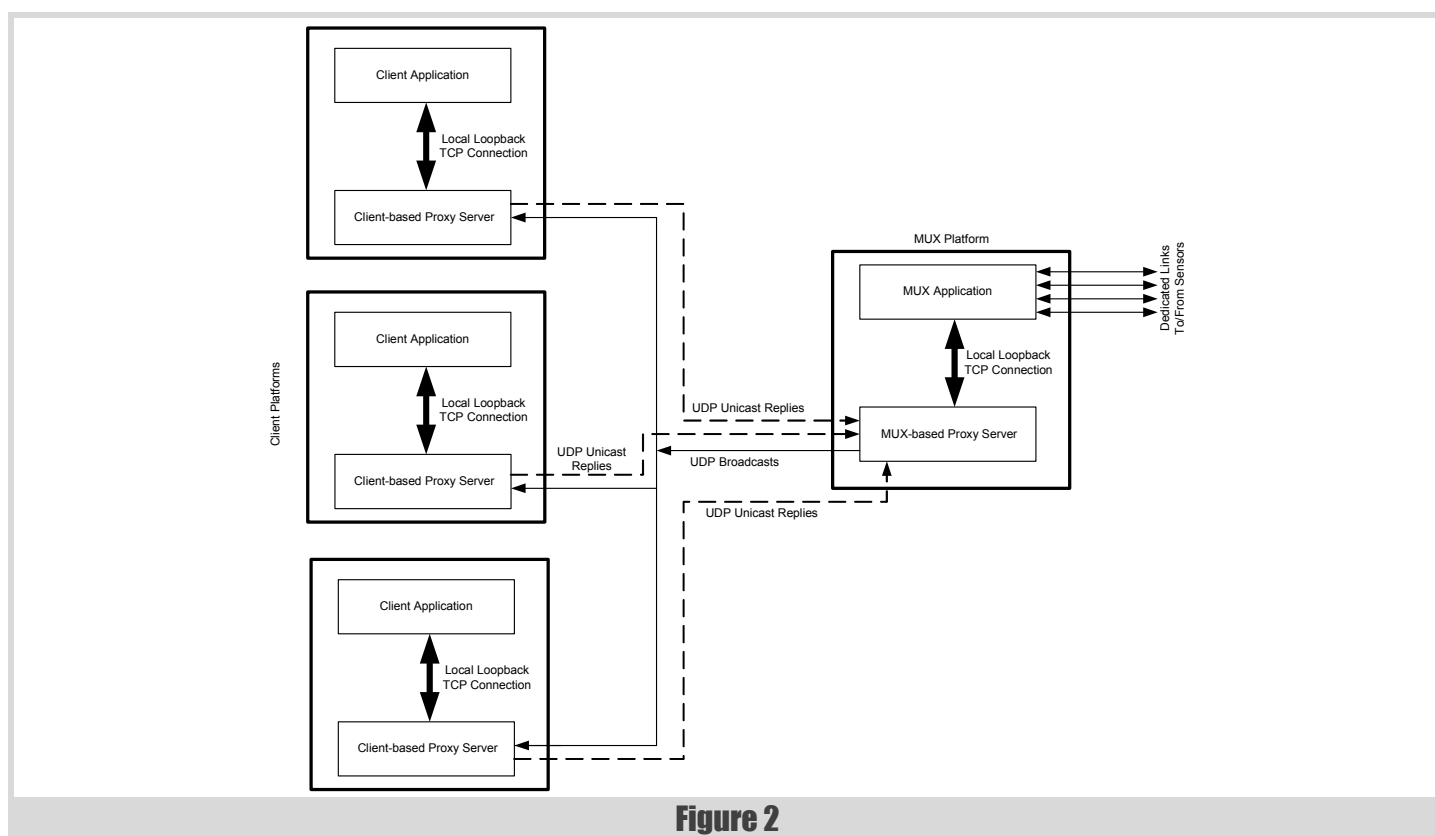 Client Application
Local Loopback
TCP Connection
Client-based Proxy Server
Client Platforms
Client Application
Local Loopback
TCP Connection
Client-based Proxy Server
UDP Unicast
Replies
Client Application
Local Loopback
TCP Connection
Client-based Proxy Server
UDP Unicast Replies
UDP Broadcasts
UDP Unicast Replies
MUX Platform
MUX Application
Local Loopback
TCP Connection
MUX-based Proxy Server
Dedicated Links
To/From Sensors
Figure 2